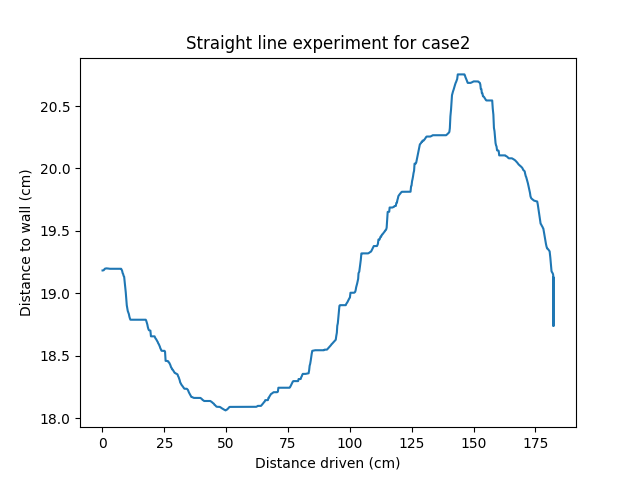 Straight line experiment for case2
20.5
20.0
19.5
19.0
18.5
18.0
Distance to wall (cm)
0 25 50 75 100 125 150 175
Distance driven (cm)